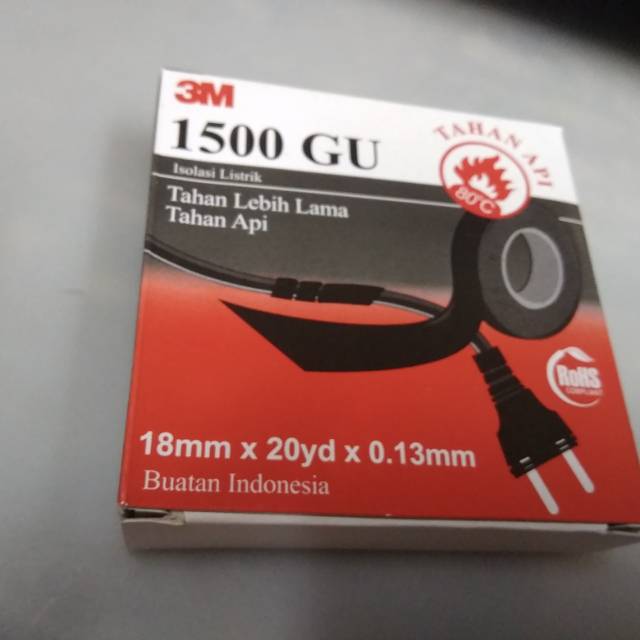 3M
1500 GU
TAHAN API
80°C
Isolasi Listrik
Tahan Lebih Lama
Tahan Api
RoHS
COMPLIANT
18mm x 20yd x 0.13mm
Buatan Indonesia